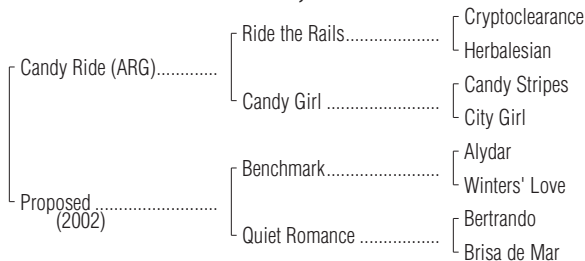 Cryptoclearance
Ride the Rails
Herbalesian
Candy Ride (ARG)
Candy Stripes
Candy Girl
City Girl
Alydar
Benchmark
Winters' Love
Proposed
(2002)
Bertrando
Quiet Romance
Brisa de Mar